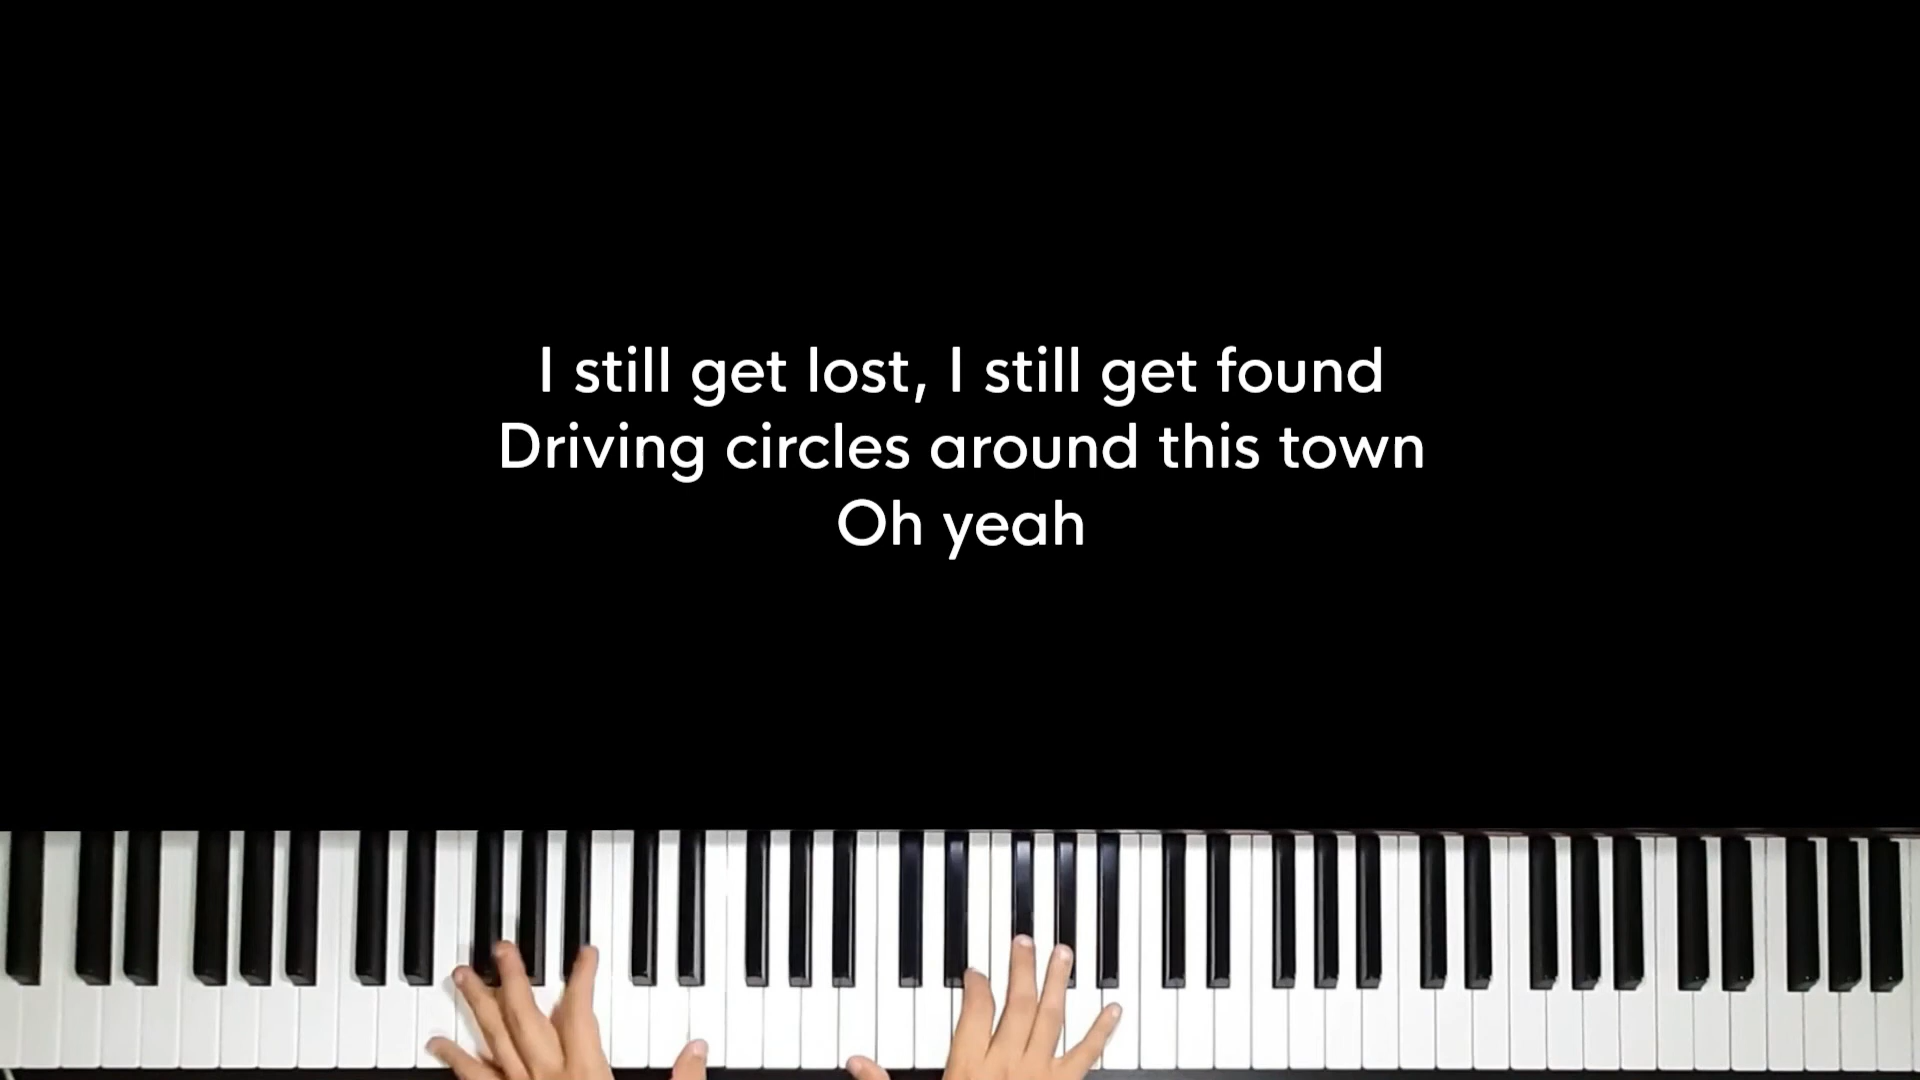 I still get lost, I still get found
Driving circles around this town
Oh yeah